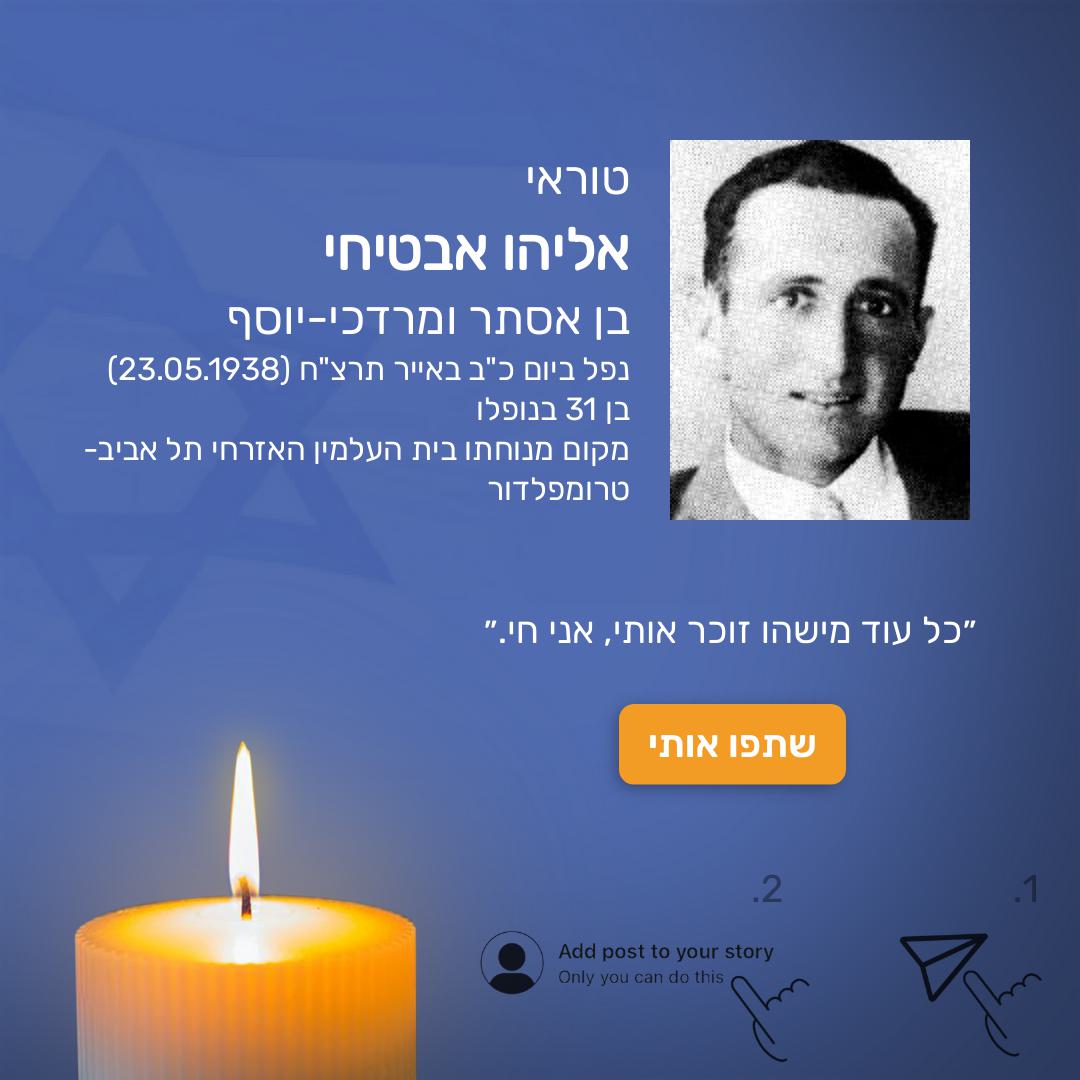 טוראי
אליהו אבטיחי
בן אסתר ומרדכי-יוסף
נפל ביום כ"ב באייר תרצ"ח (23.05.1938)
בן 31 בנופלו
מקום מנוחתו בית העלמין האזרחי תל אביב-
טרומפלדור
״כל עוד מישהו זוכר אותי, אני חי.״
שתפו אותי
1.
2.
Add post to your story
Only you can do this